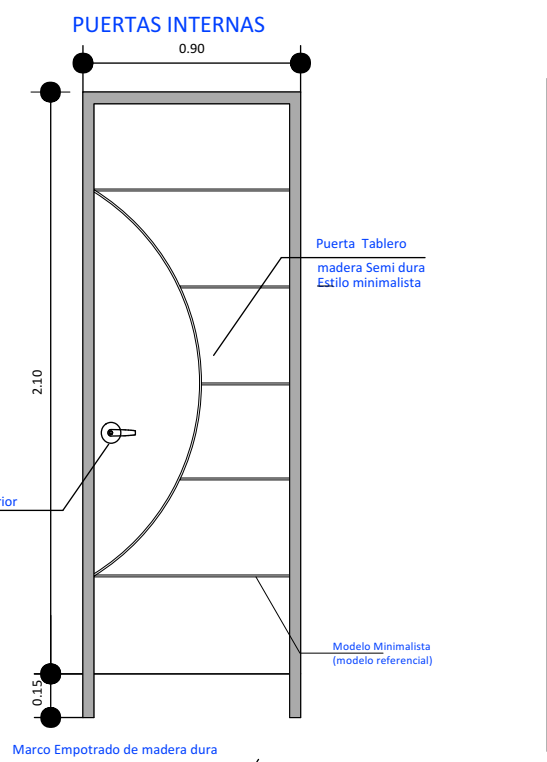 PUERTAS INTERNAS
0.90
Puerta Tablero
madera Semi dura
Estilo minimalista
2.10
rior
Modelo Minimalista
(modelo referencial)
0.15
Marco Empotrado de madera dura